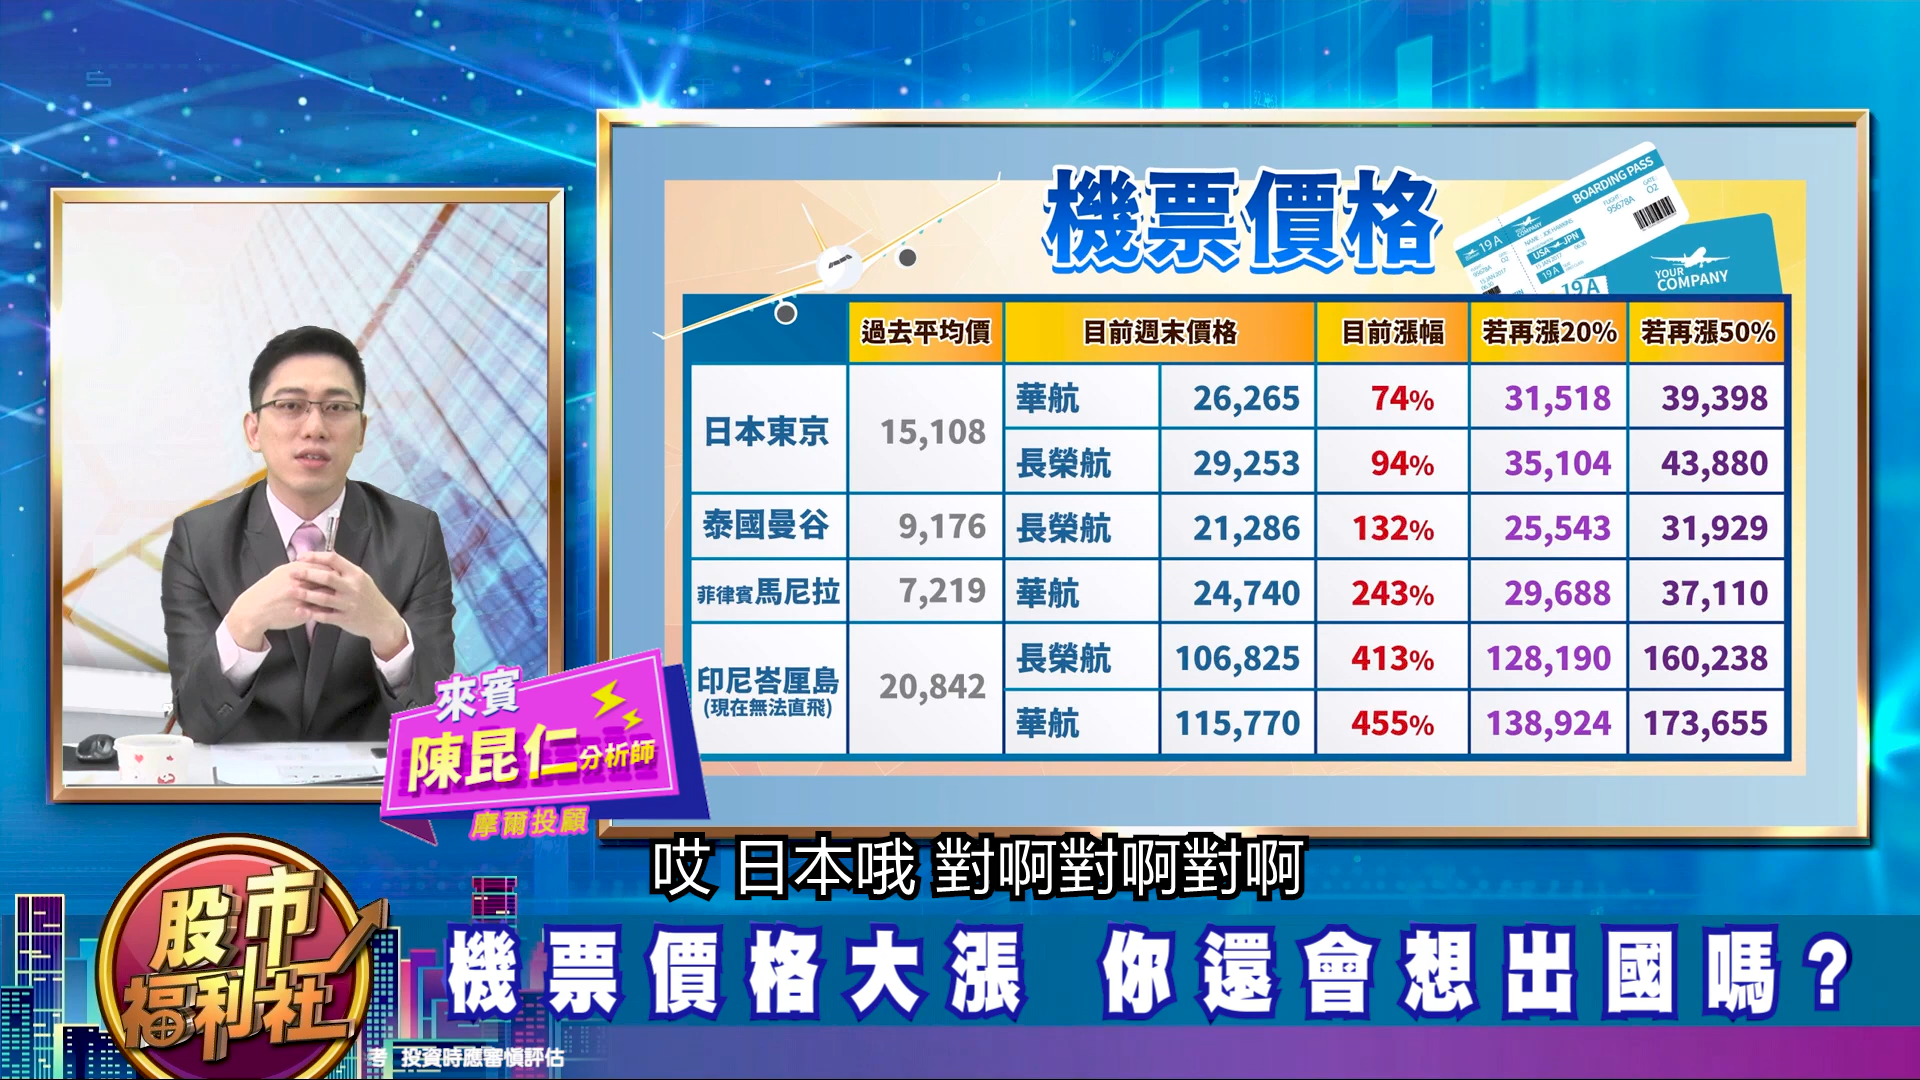 機票價格
BOARDING PASS
19 A
USA JPN
19 A
YOUR COMPANY
過去平均價 目前週末價格 目前漲幅 若再漲20% 若再漲50%
日本東京 15,108 華航 26,265 74% 31,518 39,398
長榮航 29,253 94% 35,104 43,880
泰國曼谷 9,176 長榮航 21,286 132% 25,543 31,929
菲律賓馬尼拉 7,219 華航 24,740 243% 29,688 37,110
印尼峇厘島 (現在無法直飛) 20,842 長榮航 106,825 413% 128,190 160,238
華航 115,770 455% 138,924 173,655
來賓
陳昆仁分析師
摩爾投顧
哎 日本哦 對啊對啊對啊
股市
福利社
機票價格大漲 你還會想出國嗎?
考 投資時應審慎評估